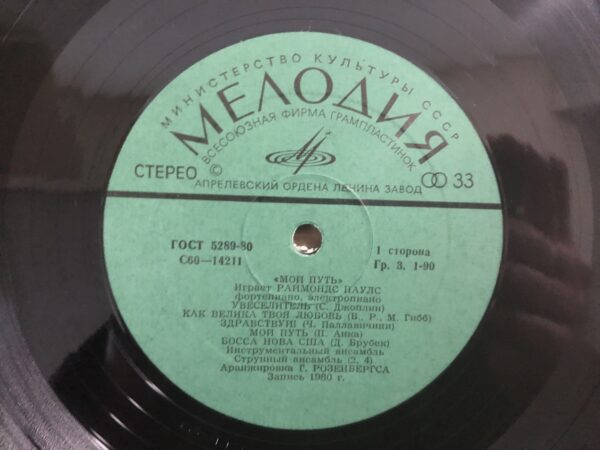 МИНИСТЕРСТВО КУЛЬТУРЫ СССР
МЕЛОДИЯ
ВСЕСОЮЗНАЯ ФИРМА ГРАМПЛАСТИНОК
СТЕРЕО ©
33
АПРЕЛЕВСКИЙ ОРДЕНА ЛЕНИНА ЗАВОД
ГОСТ 5289-80
1 сторона
С60—14211
Гр. 3. 1-90
«МОЙ ПУТЬ»
Играет РАЙМОНДС ПАУЛС
фортепиано, электропиано
УВЕСЕЛИТЕЛЬ (С. Джоплин)
КАК ВЕЛИКА ТВОЯ ЛЮБОВЬ (Б., Р., М. Гибб)
ЗДРАВСТВУЙ! (Ч. Паллавичини)
МОЙ ПУТЬ (П. Анка)
БОССА НОВА США (Д. Брубек)
Инструментальный ансамбль
Струнный ансамбль (2, 4)
Аранжировка Г. РОЗЕНБЕРГСА
Запись 1980 г.